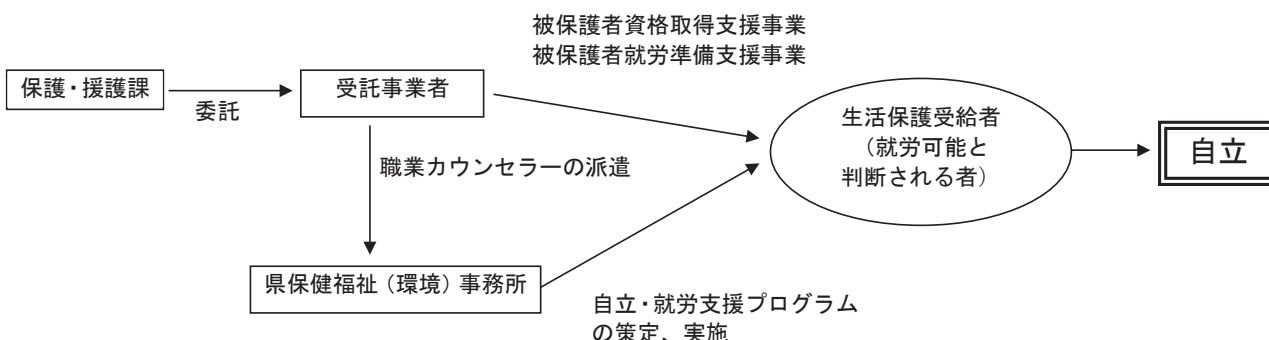 被保護者資格取得支援事業
被保護者就労準備支援事業
保護・援護課
委託
受託事業者
職業カウンセラーの派遣
県保健福祉（環境）事務所
自立・就労支援プログラム
の策定、実施
生活保護受給者
（就労可能と
判断される者）
自立